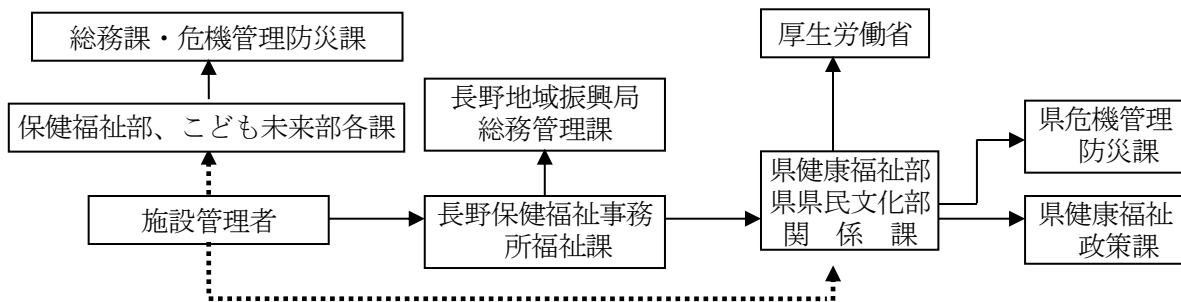 総務課・危機管理防災課
厚生労働省
長野地域振興局
総務管理課
保健福祉部、こども未来部各課
県危機管理
防災課
県健康福祉部
県県民文化部
関　係　課
施設管理者
長野保健福祉事務
所福祉課
県健康福祉
政策課